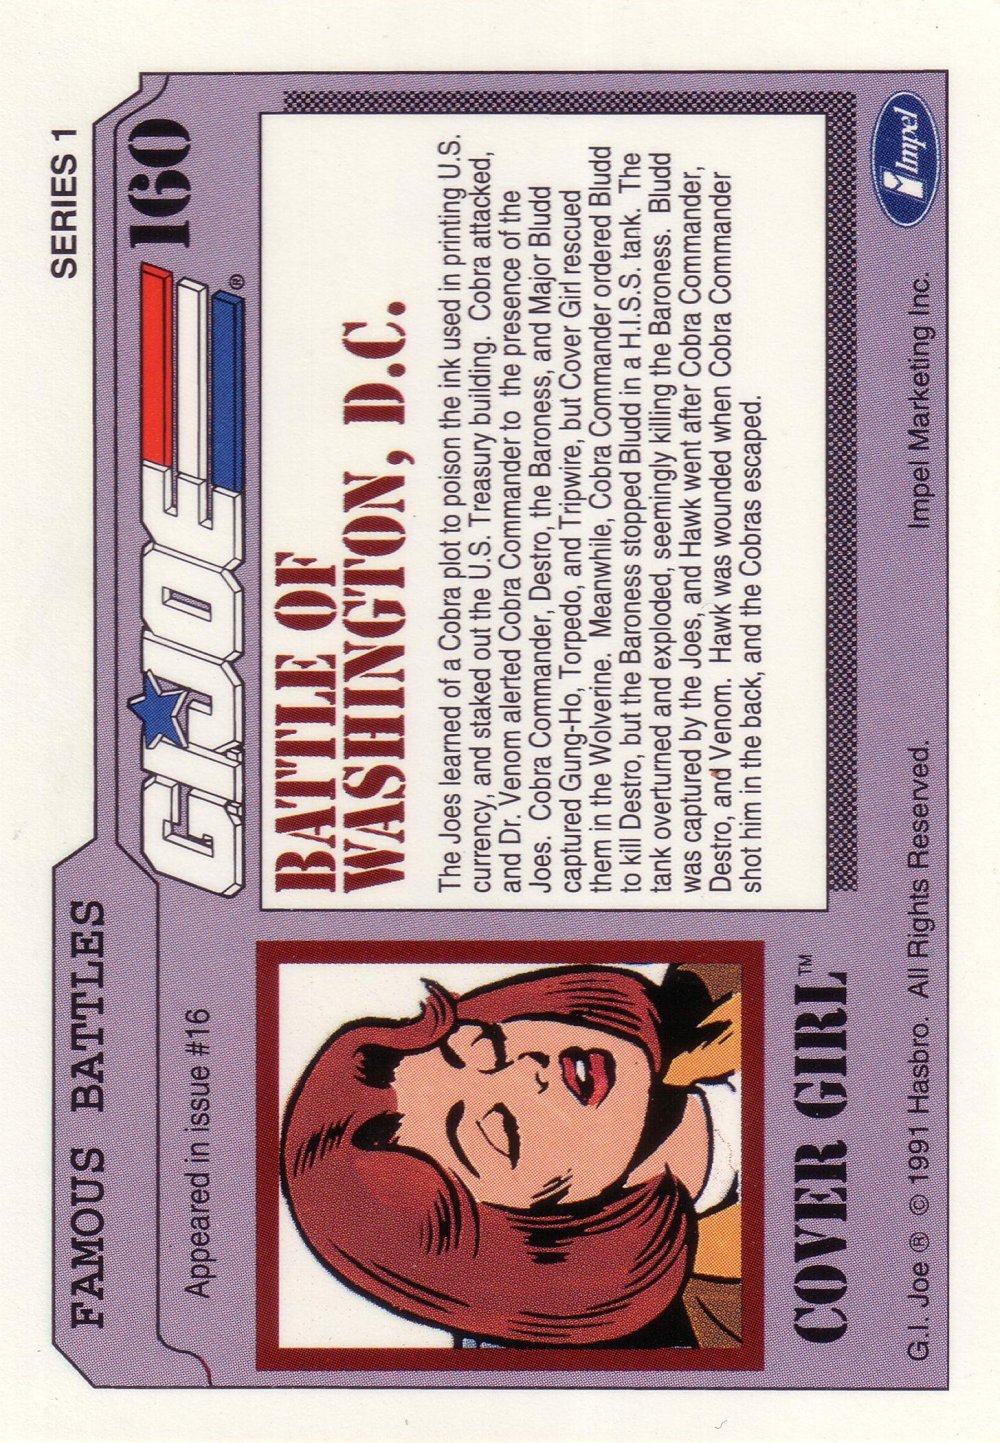 SERIES 1
FAMOUS BATTLES
Appeared in issue #16
GI JOE ® 160
BATTLE OF
WASHINGTON, D.C.
The Joes learned of a Cobra plot to poison the ink used in printing U.S.
currency, and staked out the U.S. Treasury building. Cobra attacked,
and Dr. Venom alerted Cobra Commander to the presence of the
Joes. Cobra Commander, Destro, the Baroness, and Major Bludd
captured Gung-Ho, Torpedo, and Tripwire, but Cover Girl rescued
them in the Wolverine. Meanwhile, Cobra Commander ordered Bludd
to kill Destro, but the Baroness stopped Bludd in a H.I.S.S. tank. The
tank overturned and exploded, seemingly killing the Baroness. Bludd
was captured by the Joes, and Hawk went after Cobra Commander,
Destro, and Venom. Hawk was wounded when Cobra Commander
shot him in the back, and the Cobras escaped.
COVER GIRL™
G.I. Joe ® © 1991 Hasbro. All Rights Reserved. Impel Marketing Inc.
Impel